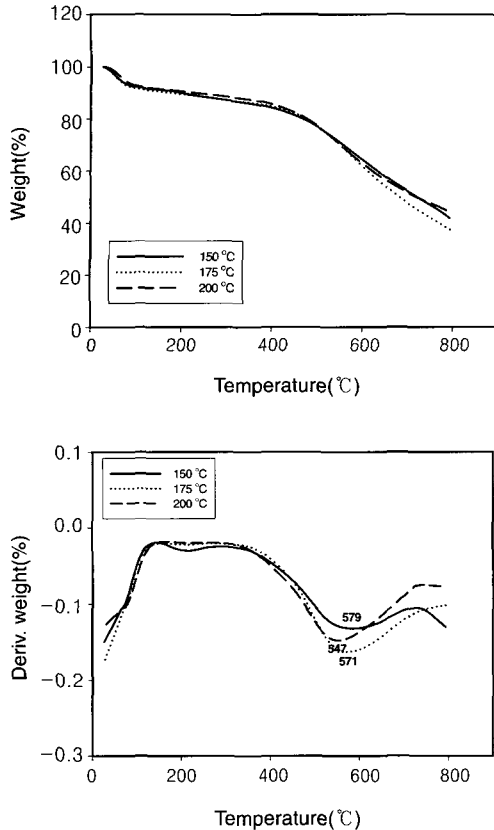 120
100
80
60
40
20
0
Weight(%)
150 °C
175 °C
200 °C
0 200 400 600 800
Temperature(℃)
0.1
0.0
−0.1
−0.2
−0.3
Deriv. weight(%)
150 °C
175 °C
200 °C
579
547
571
0 200 400 600 800
Temperature(℃)